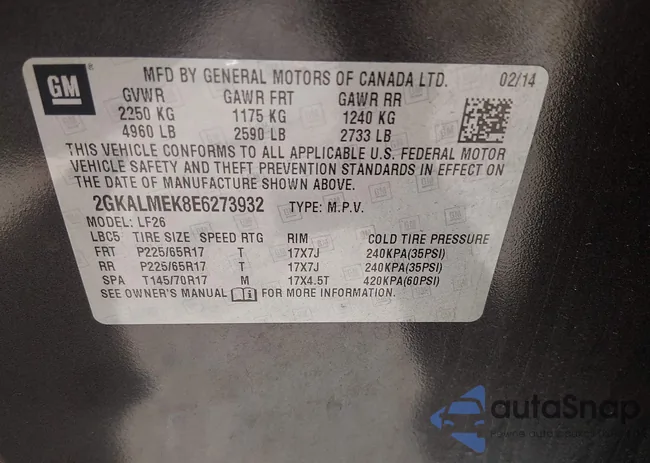 GM ® MFD BY GENERAL MOTORS OF CANADA LTD. 02/14
GVWR GAWR FRT GAWR RR
2250 KG 1175 KG 1240 KG
4960 LB 2590 LB 2733 LB
THIS VEHICLE CONFORMS TO ALL APPLICABLE U.S. FEDERAL MOTOR
VEHICLE SAFETY AND THEFT PREVENTION STANDARDS IN EFFECT ON
THE DATE OF MANUFACTURE SHOWN ABOVE.
2GKALMEK8E6273932 TYPE: M.P.V.
MODEL: LF26
LBC5 TIRE SIZE SPEED RTG RIM COLD TIRE PRESSURE
FRT P225/65R17 T 17X7J 240KPA(35PSI)
RR P225/65R17 T 17X7J 240KPA(35PSI)
SPA T145/70R17 M 17X4.5T 420KPA(60PSI)
SEE OWNER'S MANUAL FOR MORE INFORMATION.
autaSnap